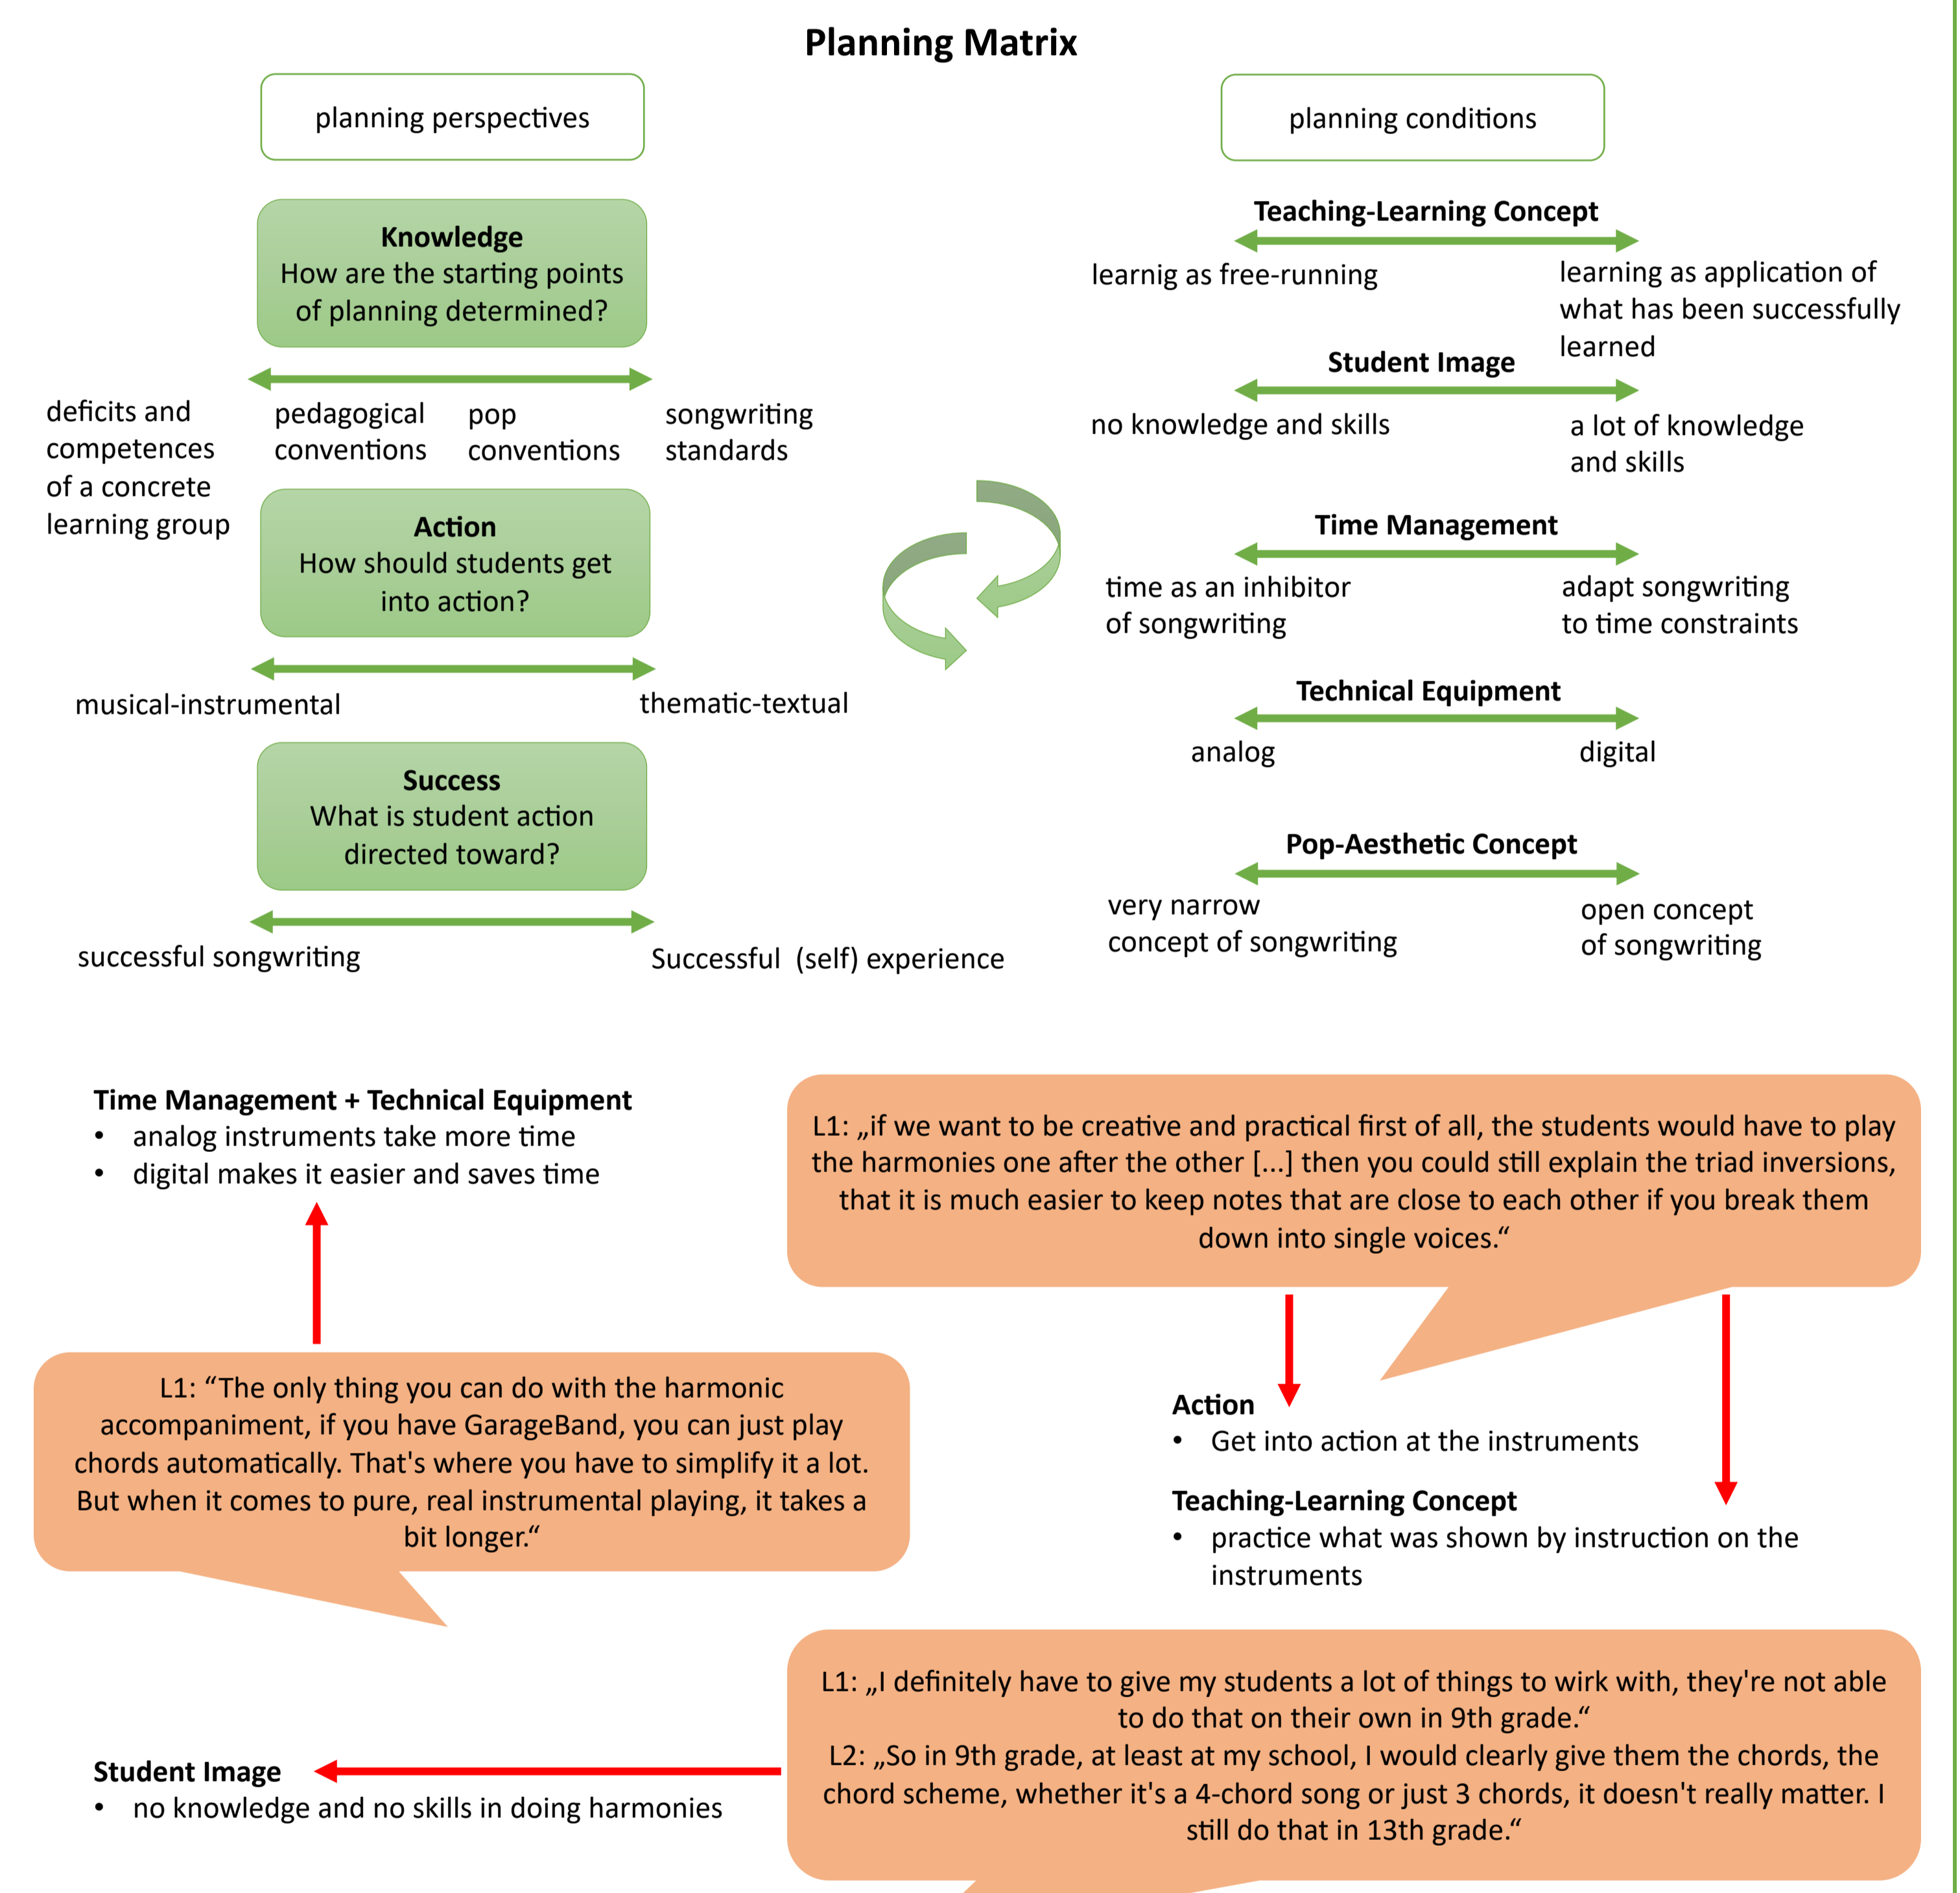 Planning Matrix
planning perspectives
Knowledge
How are the starting points
of planning determined?
deficits and
competences
of a concrete
learning group
pedagogical
conventions
pop
conventions
songwriting
standards
Action
How should students get
into action?
musical-instrumental
thematic-textual
Success
What is student action
directed toward?
successful songwriting
Successful  (self) experience
planning conditions
Teaching-Learning Concept
learnig as free-running
learning as application of
what has been successfully
learned
Student Image
no knowledge and skills
a lot of knowledge
and skills
Time Management
time as an inhibitor
of songwriting
adapt songwriting
to time constraints
Technical Equipment
analog
digital
Pop-Aesthetic Concept
very narrow
concept of songwriting
open concept
of songwriting
Time Management + Technical Equipment
• analog instruments take more time
• digital makes it easier and saves time
L1: „if we want to be creative and practical first of all, the students would have to play
the harmonies one after the other [...] then you could still explain the triad inversions,
that it is much easier to keep notes that are close to each other if you break them
down into single voices.“
L1: “The only thing you can do with the harmonic
accompaniment, if you have GarageBand, you can just play
chords automatically. That's where you have to simplify it a lot.
But when it comes to pure, real instrumental playing, it takes a
bit longer.“
Action
• Get into action at the instruments
Teaching-Learning Concept
• practice what was shown by instruction on the
instruments
L1: „I definitely have to give my students a lot of things to wirk with, they're not able
to do that on their own in 9th grade.“
L2: „So in 9th grade, at least at my school, I would clearly give them the chords, the
chord scheme, whether it's a 4-chord song or just 3 chords, it doesn't really matter. I
still do that in 13th grade.“
Student Image
• no knowledge and no skills in doing harmonies